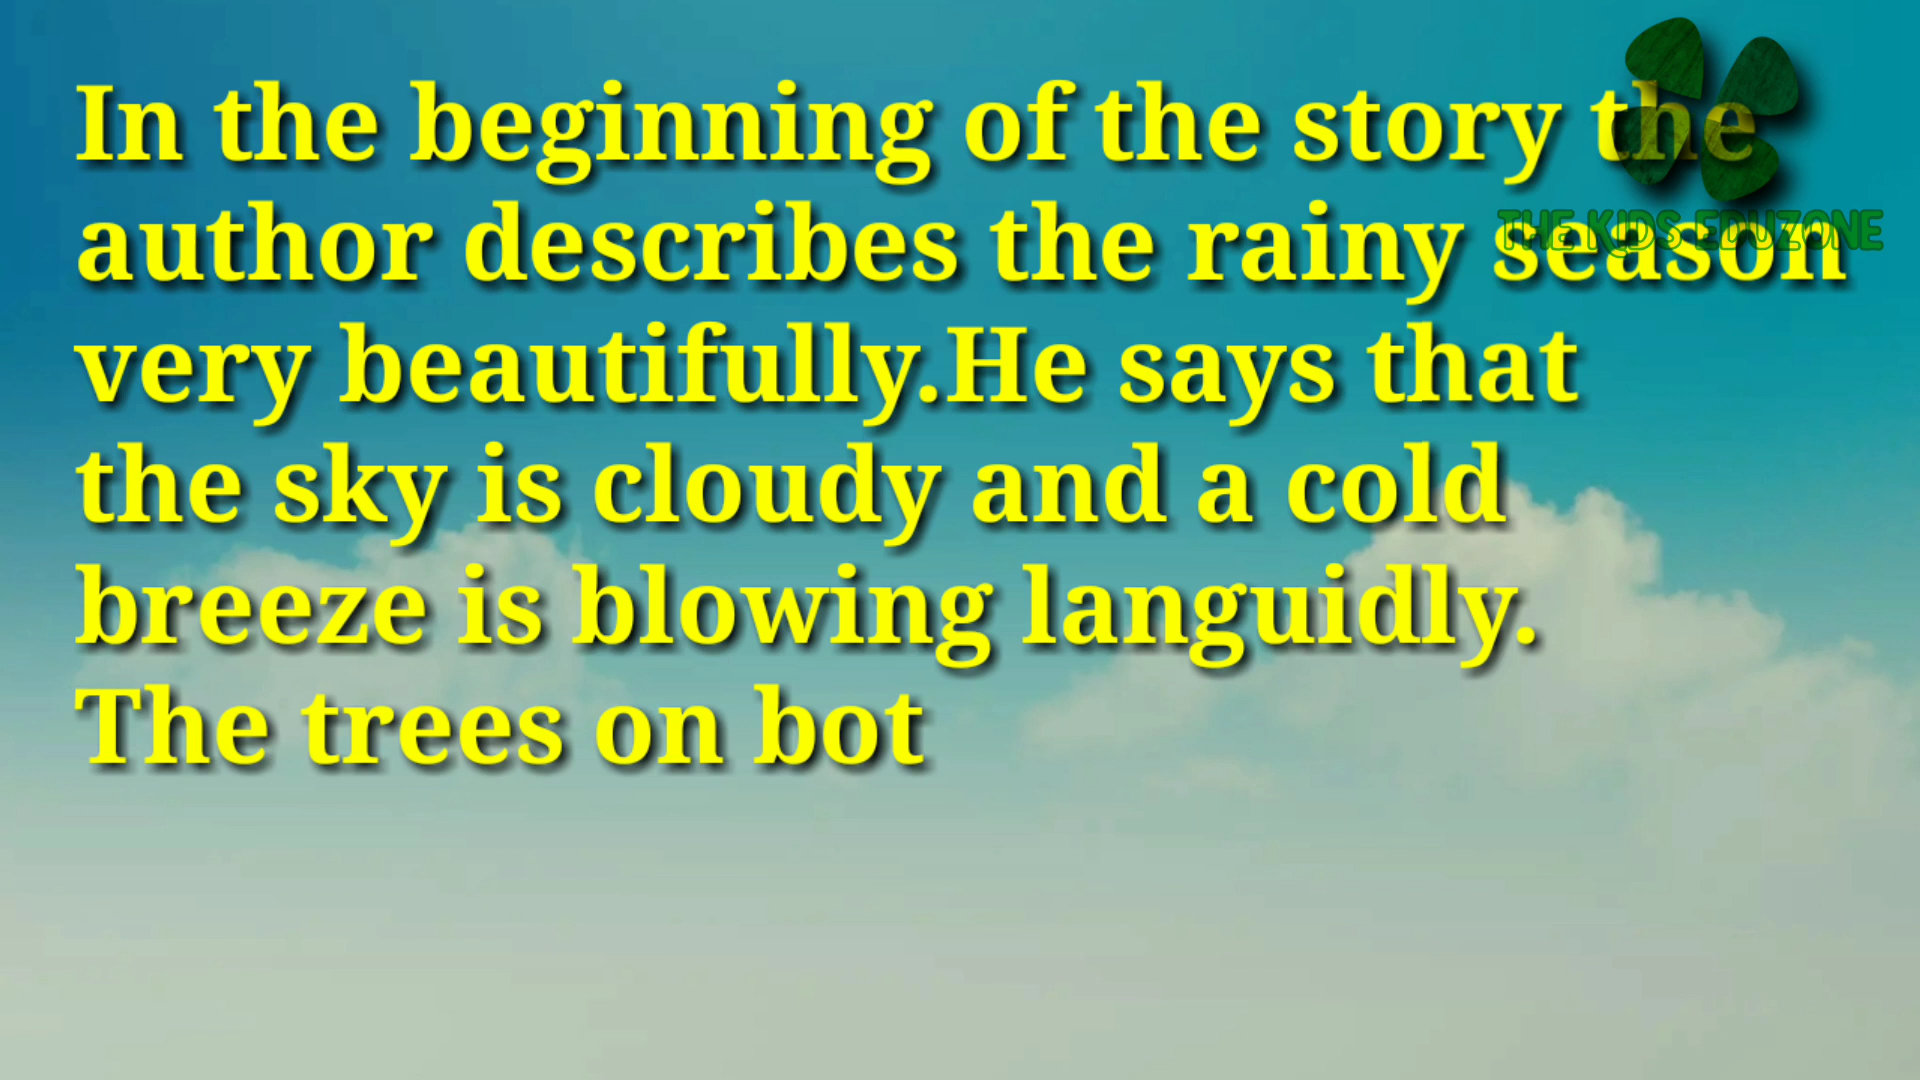 In the beginning of the story the
author describes the rainy season
very beautifully.He says that
the sky is cloudy and a cold
breeze is blowing languidly.
The trees on bot
THE KIDS EDUZONE